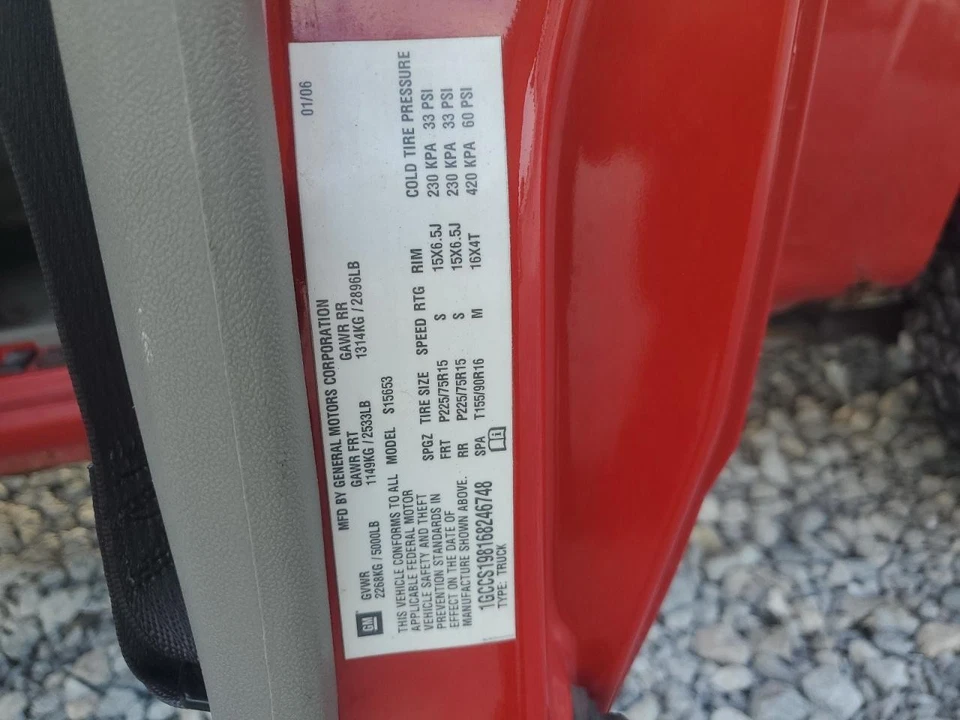 MFD BY GENERAL MOTORS CORPORATION 01/06
GVWR GAWR FRT GAWR RR
2268KG / 5000LB 1149KG / 2533LB 1314KG / 2896LB
GM
THIS VEHICLE CONFORMS TO ALL
APPLICABLE FEDERAL MOTOR
VEHICLE SAFETY AND THEFT
PREVENTION STANDARDS IN
EFFECT ON THE DATE OF
MANUFACTURE SHOWN ABOVE.
1GCCS198168246748
TYPE: TRUCK
MODEL S15653
SPGZ TIRE SIZE SPEED RTG RIM COLD TIRE PRESSURE
FRT P225/75R15 S 15X6.5J 230 KPA 33 PSI
RR P225/75R15 S 15X6.5J 230 KPA 33 PSI
SPA T155/90R16 M 16X4T 420 KPA 60 PSI